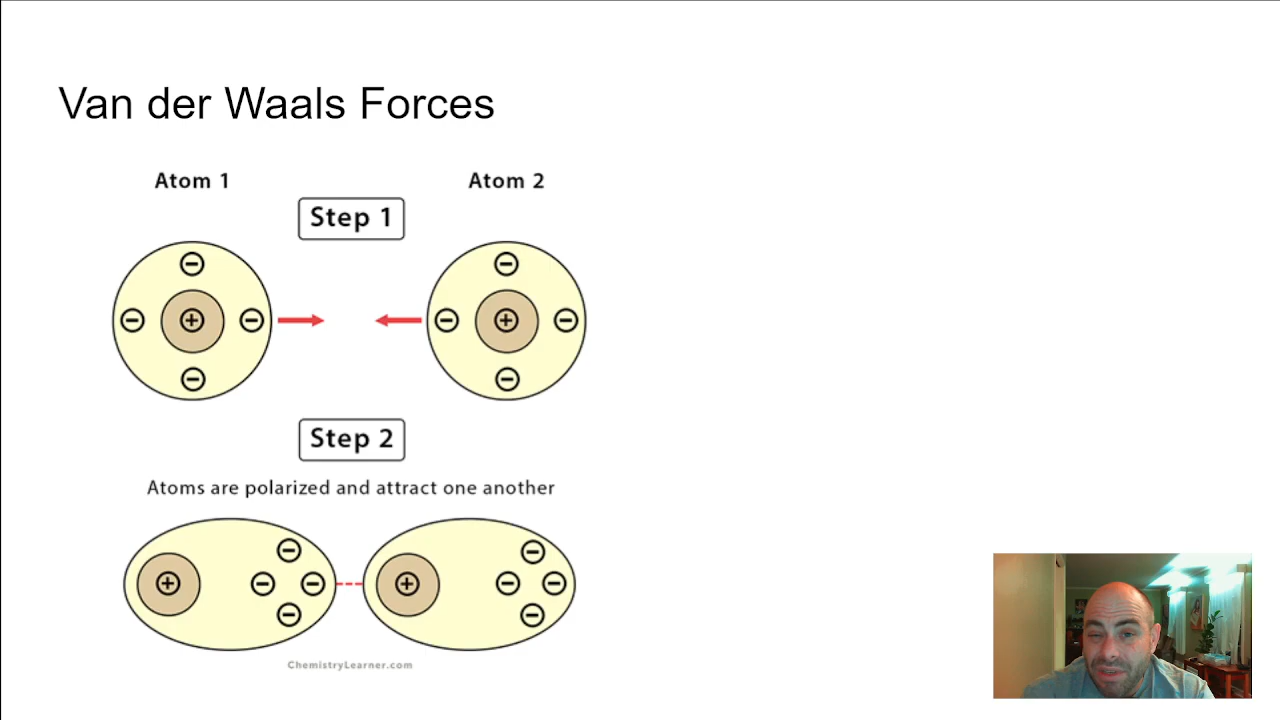 Van der Waals Forces
Atom 1
Atom 2
Step 1
⊖ ⊖
⊖ ⊕ ⊖ ⊖ ⊕ ⊖
⊖ ⊖
Step 2
Atoms are polarized and attract one another
⊖ ⊖
⊕ ⊖ ⊖ ⊕ ⊖ ⊖
⊖ ⊖
ChemistryLearner.com